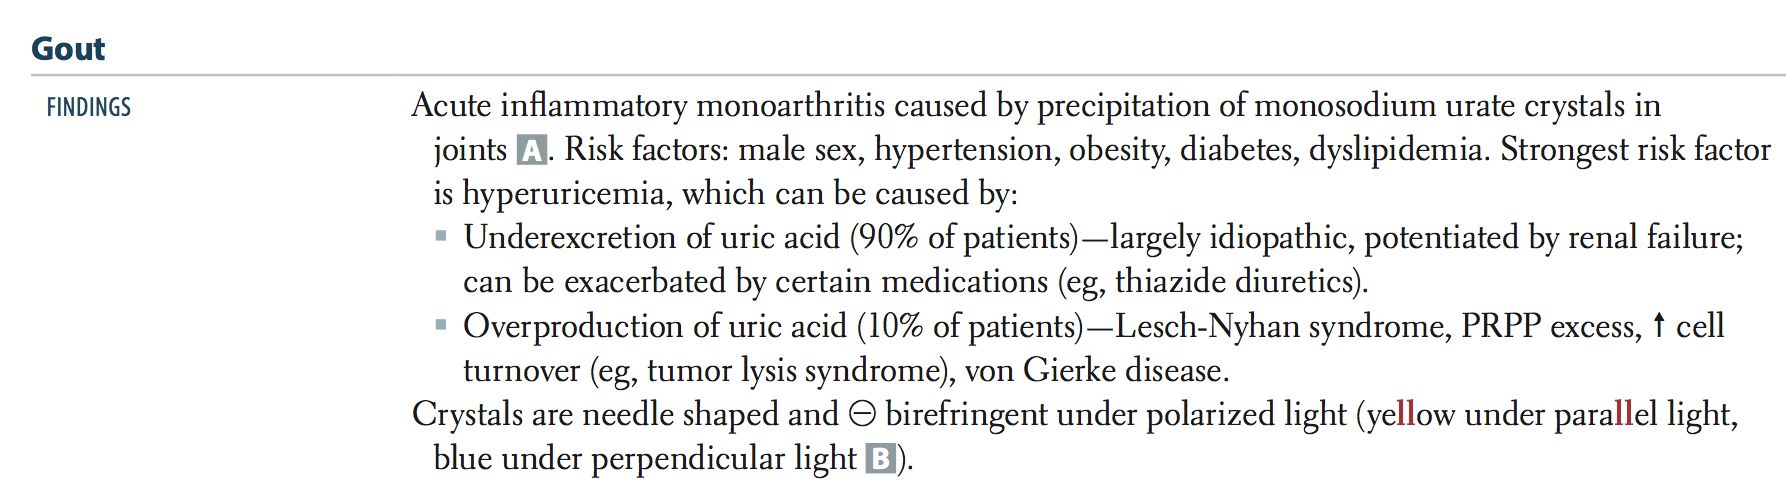 Gout
FINDINGS
Acute inflammatory monoarthritis caused by precipitation of monosodium urate crystals in
joints A. Risk factors: male sex, hypertension, obesity, diabetes, dyslipidemia. Strongest risk factor
is hyperuricemia, which can be caused by:
▪ Underexcretion of uric acid (90% of patients)—largely idiopathic, potentiated by renal failure;
can be exacerbated by certain medications (eg, thiazide diuretics).
▪ Overproduction of uric acid (10% of patients)—Lesch-Nyhan syndrome, PRPP excess, ↑ cell
turnover (eg, tumor lysis syndrome), von Gierke disease.
Crystals are needle shaped and ⊖ birefringent under polarized light (yellow under parallel light,
blue under perpendicular light B).